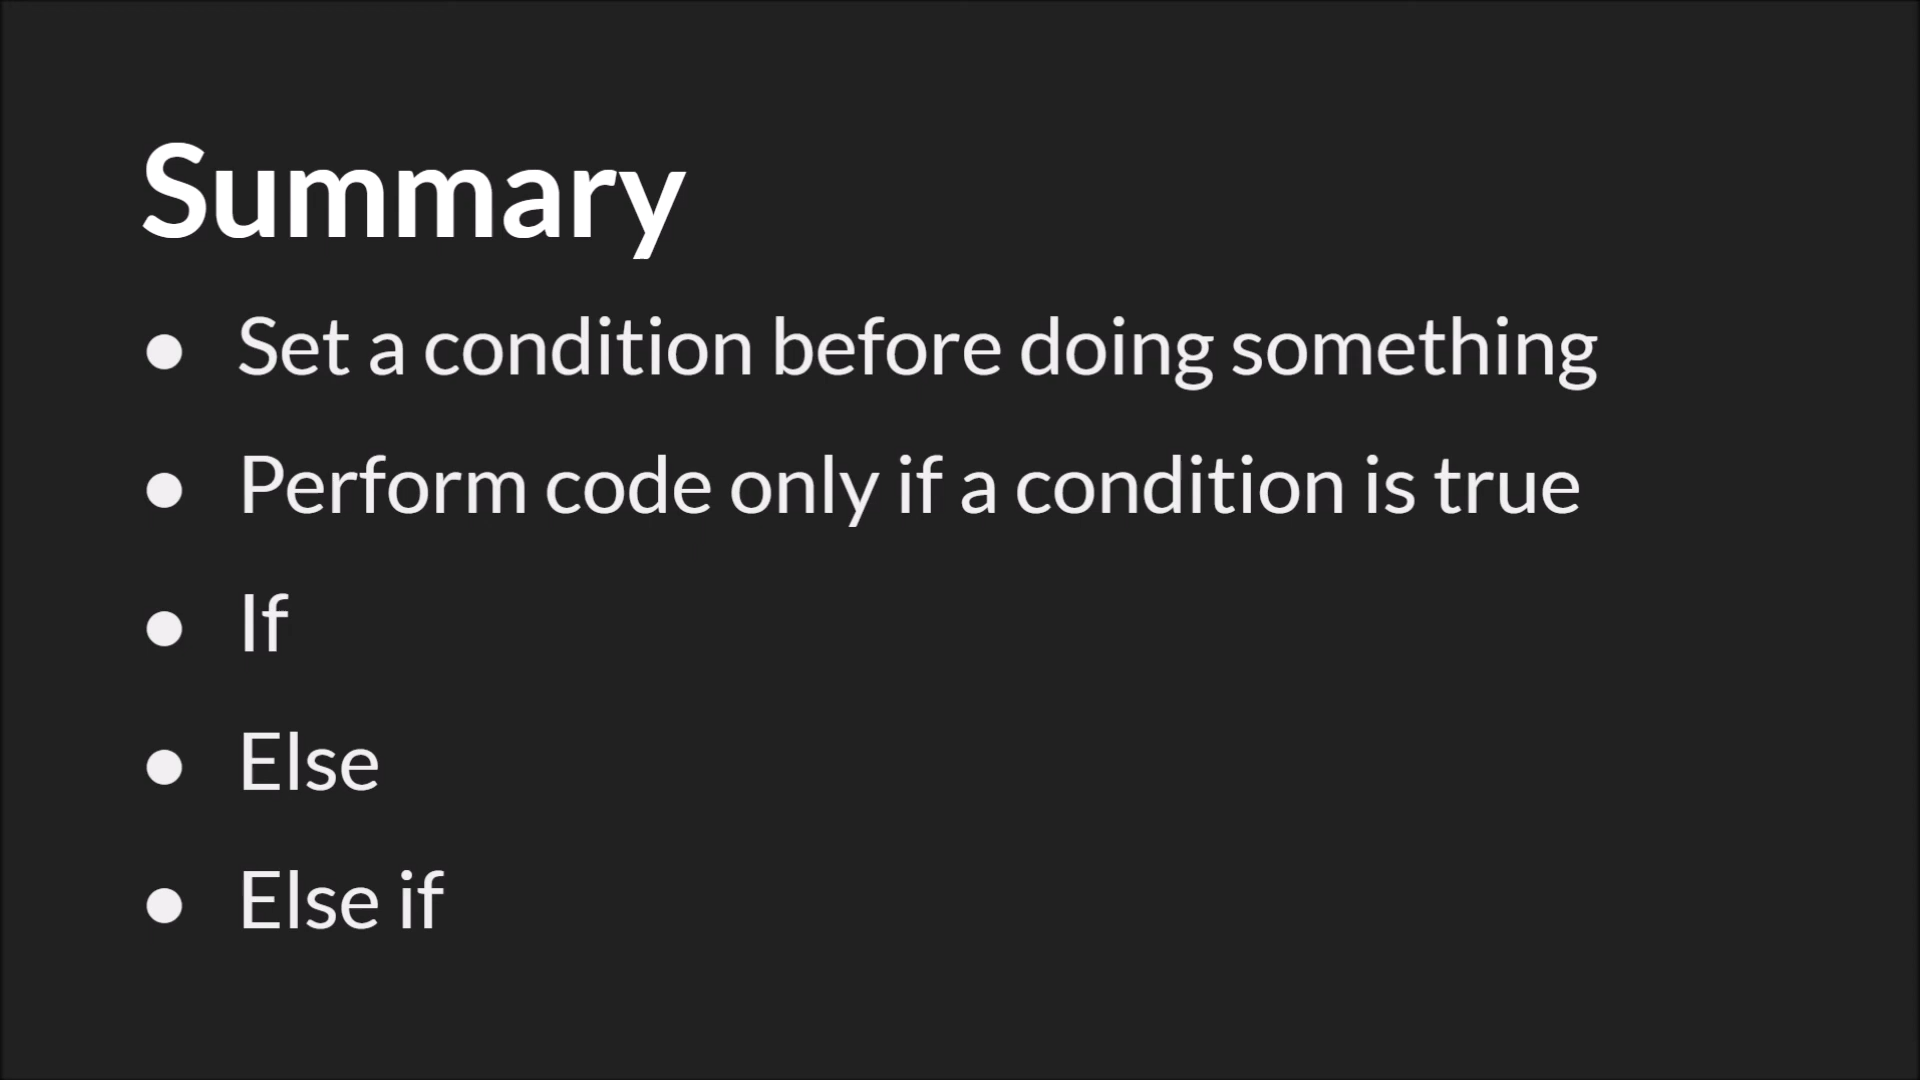 Summary
● Set a condition before doing something
● Perform code only if a condition is true
● If
● Else
● Else if